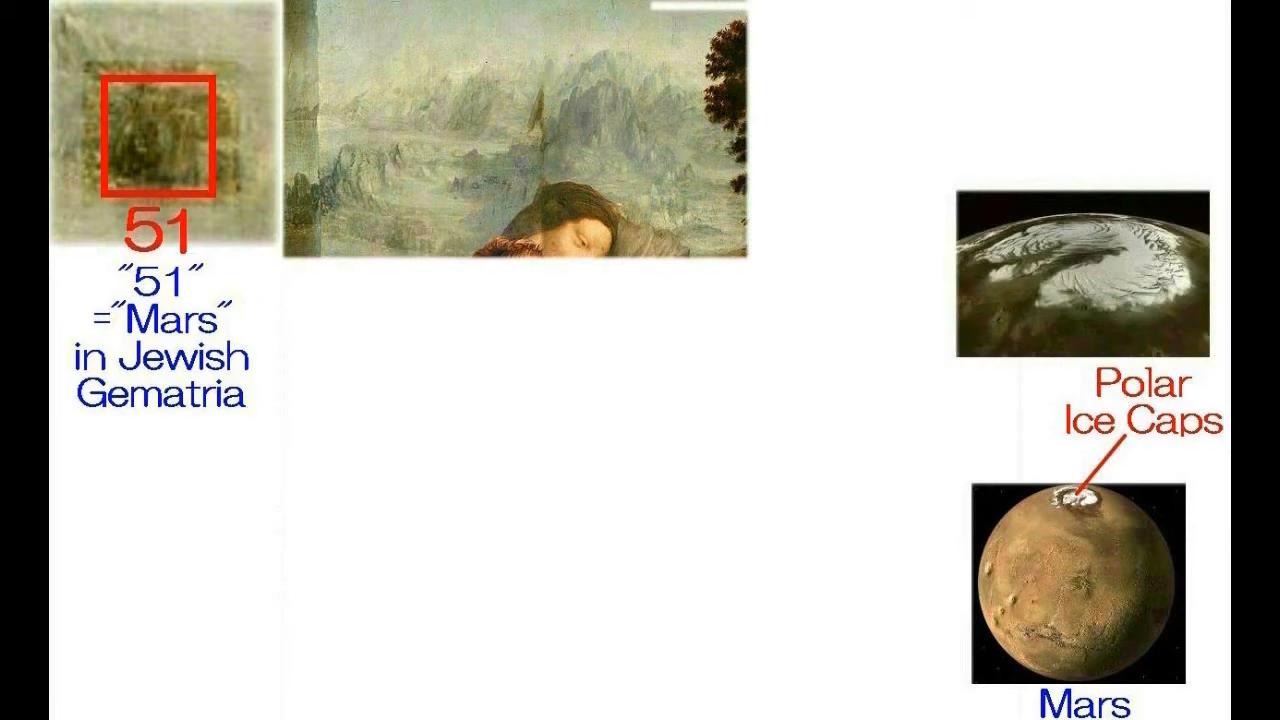 51
"51"
="Mars"
in Jewish
Gematria
Polar
Ice Caps
Mars